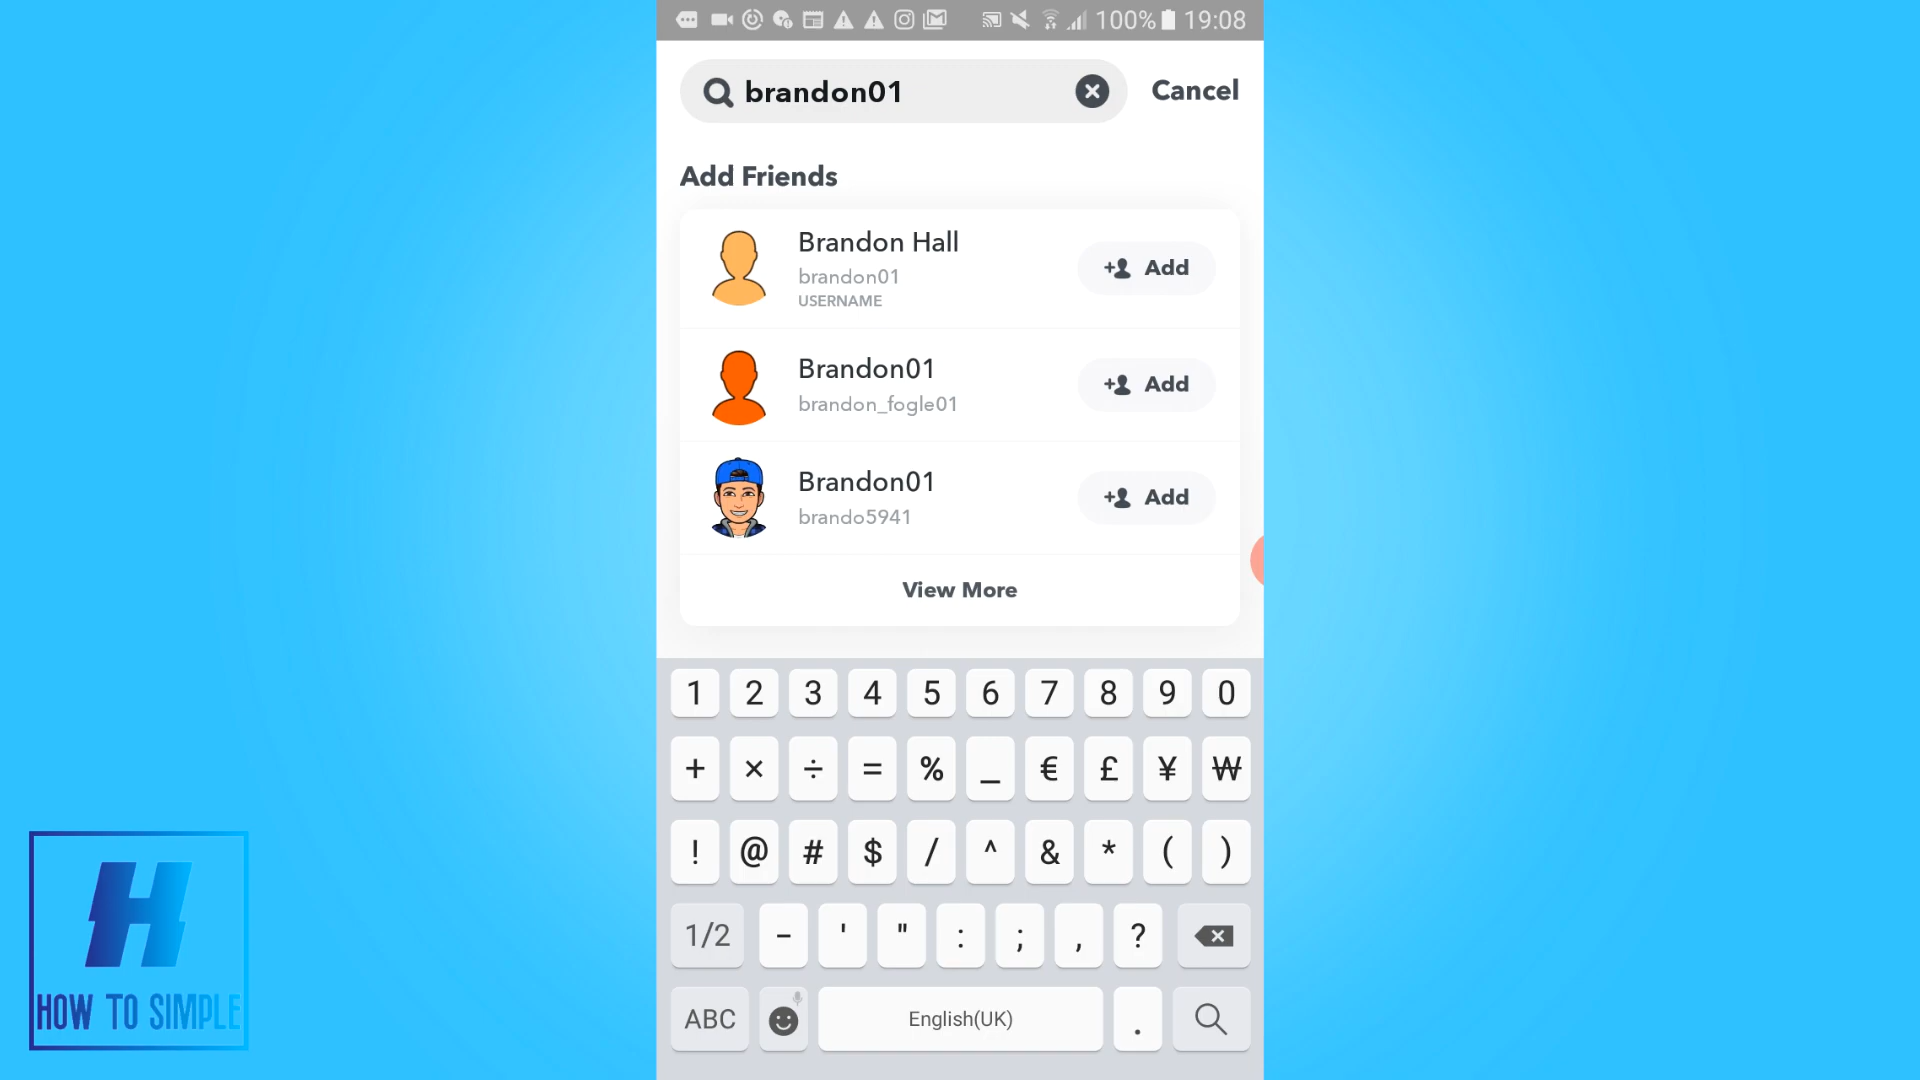 100% 19:08
brandon01 Cancel
Add Friends
Brandon Hall
brandon01
USERNAME
Add
Brandon01
brandon_fogle01
Add
Brandon01
brando5941
Add
View More
1 2 3 4 5 6 7 8 9 0
+ × ÷ = % _ € £ ¥ ₩
! @ # $ / ^ & * ( )
1/2 - ' " : ; , ?
ABC English(UK) .
H
HOW TO SIMPLE